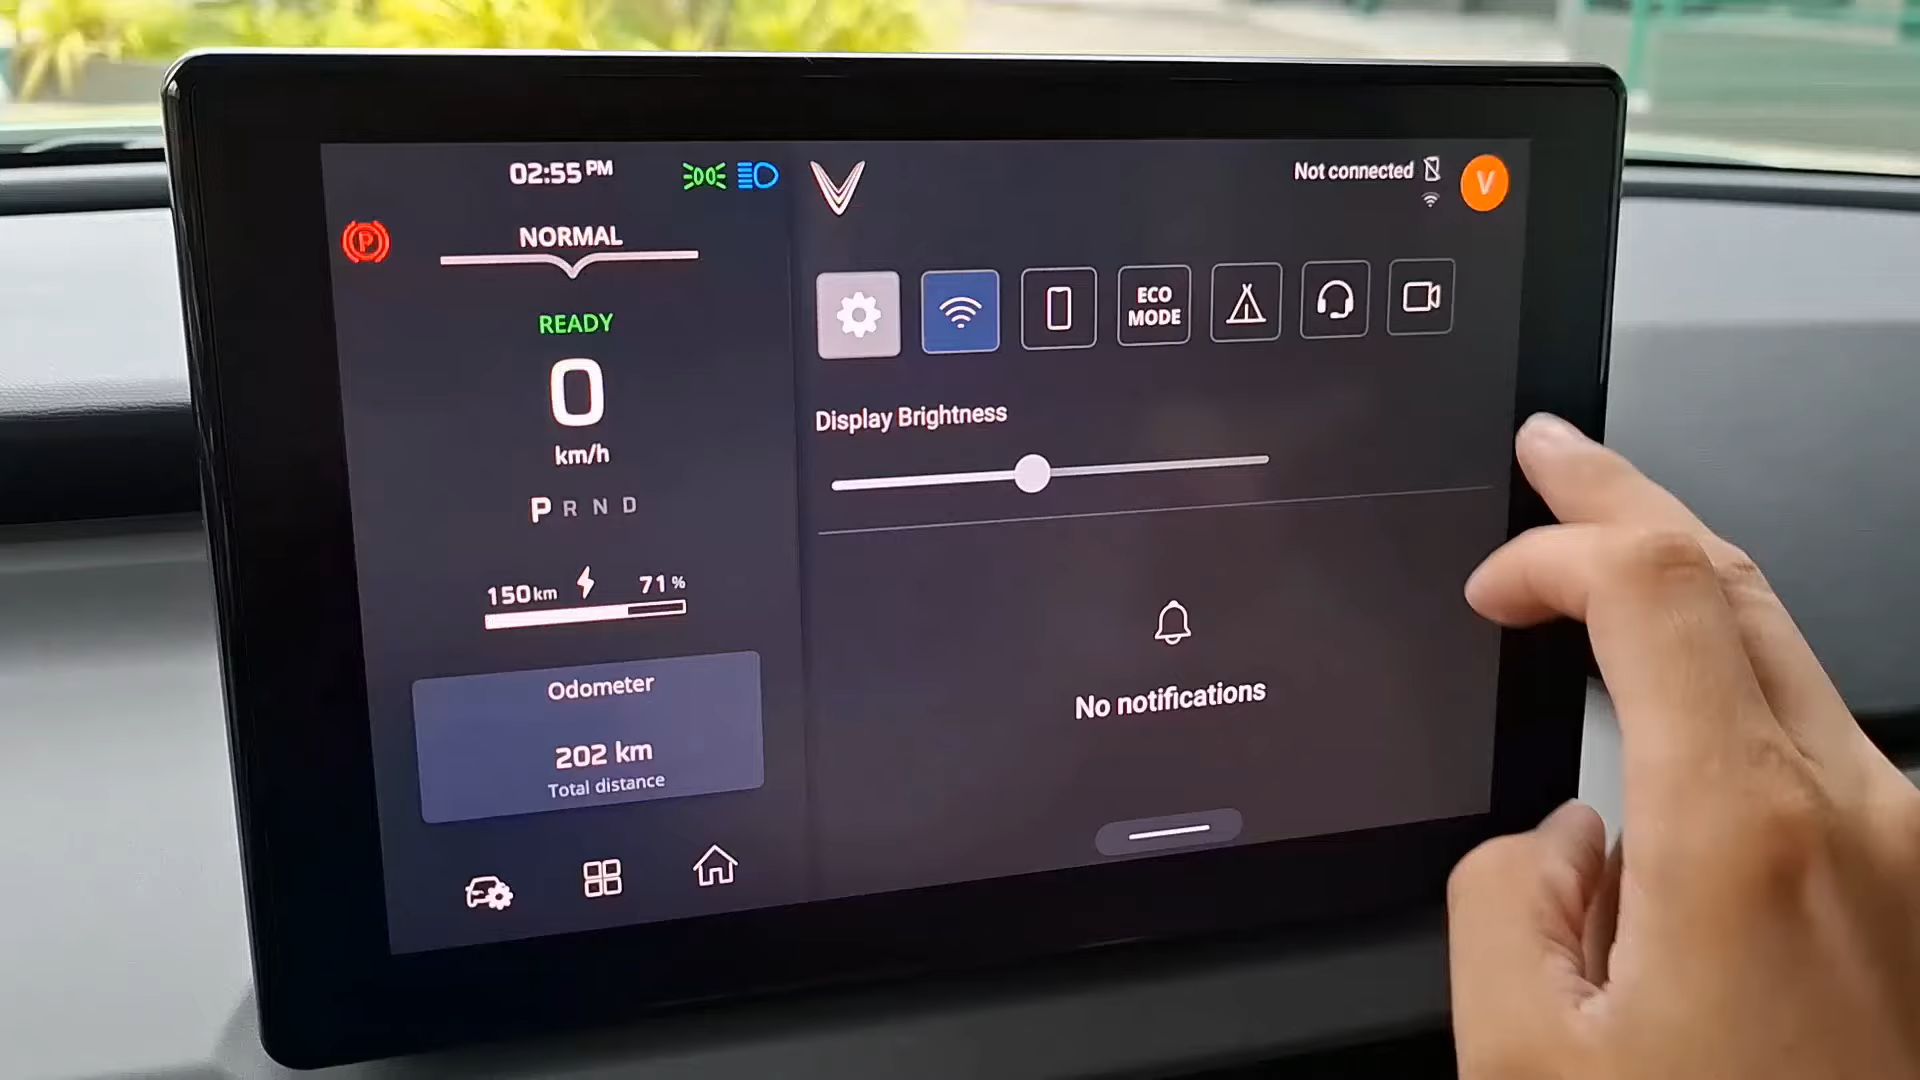 02:55 PM
Not connected
V
P
NORMAL
READY
0
km/h
P R N D
150 km 71 %
Odometer
202 km
Total distance
ECO
MODE
Display Brightness
No notifications